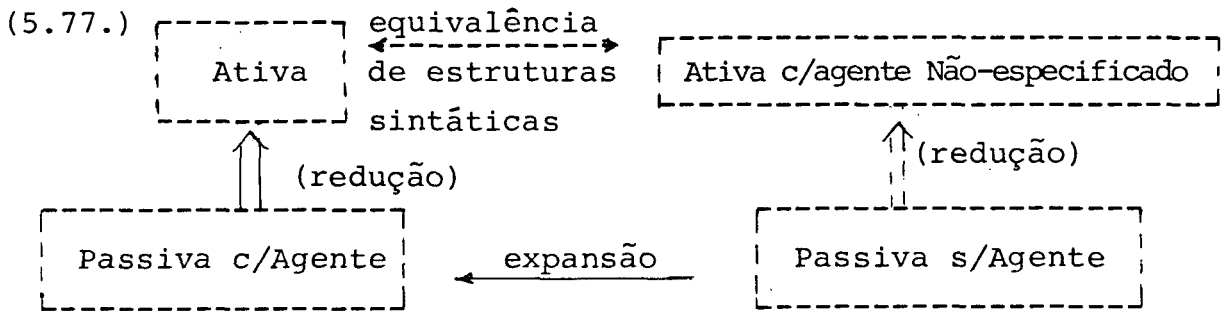 (5.77.) equivalência
Ativa de estruturas Ativa c/agente Não-especificado
sintáticas
(redução) (redução)
Passiva c/Agente expansão Passiva s/Agente